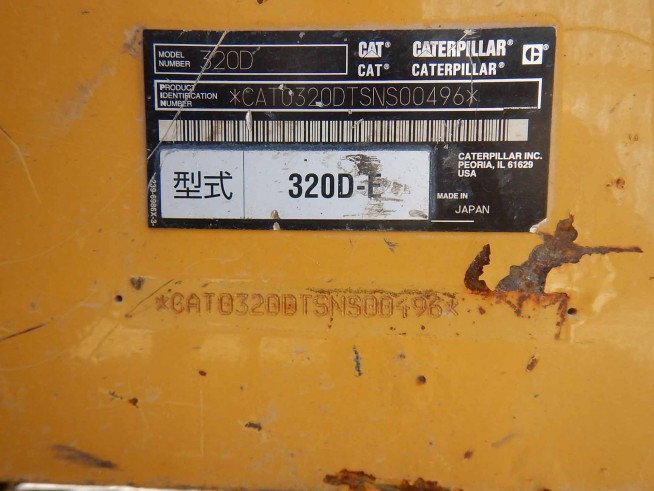 MODEL NUMBER 320D
CAT® CATERPILLAR®
CAT® CATERPILLAR®
PRODUCT IDENTIFICATION NUMBER *CAT0320DTSNS00496*
型式 320D-E
CATERPILLAR INC.
PEORIA, IL 61629
USA
MADE IN
JAPAN
*CAT0320DTSNS00496*